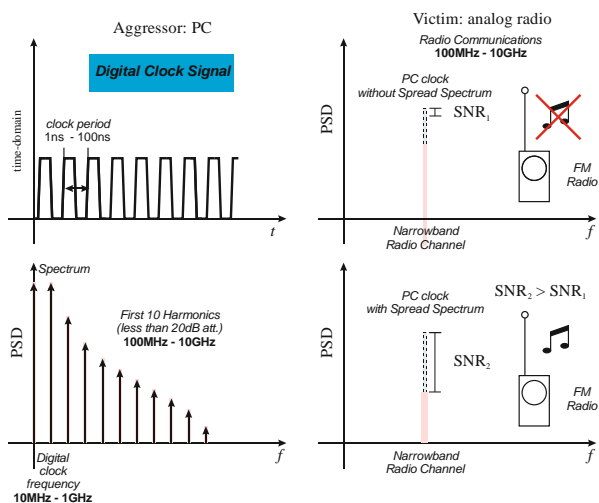 Aggressor: PC
Digital Clock Signal
clock period
1ns - 100ns
time-domain
t
Victim: analog radio
Radio Communications
100MHz - 10GHz
PC clock
without Spread Spectrum
SNR1
PSD
FM
Radio
Narrowband
Radio Channel
f
Spectrum
First 10 Harmonics
(less than 20dB att.)
100MHz - 10GHz
PSD
Digital
clock
frequency
10MHz - 1GHz
f
PC clock
with Spread Spectrum
SNR2 > SNR1
SNR2
PSD
FM
Radio
Narrowband
Radio Channel
f